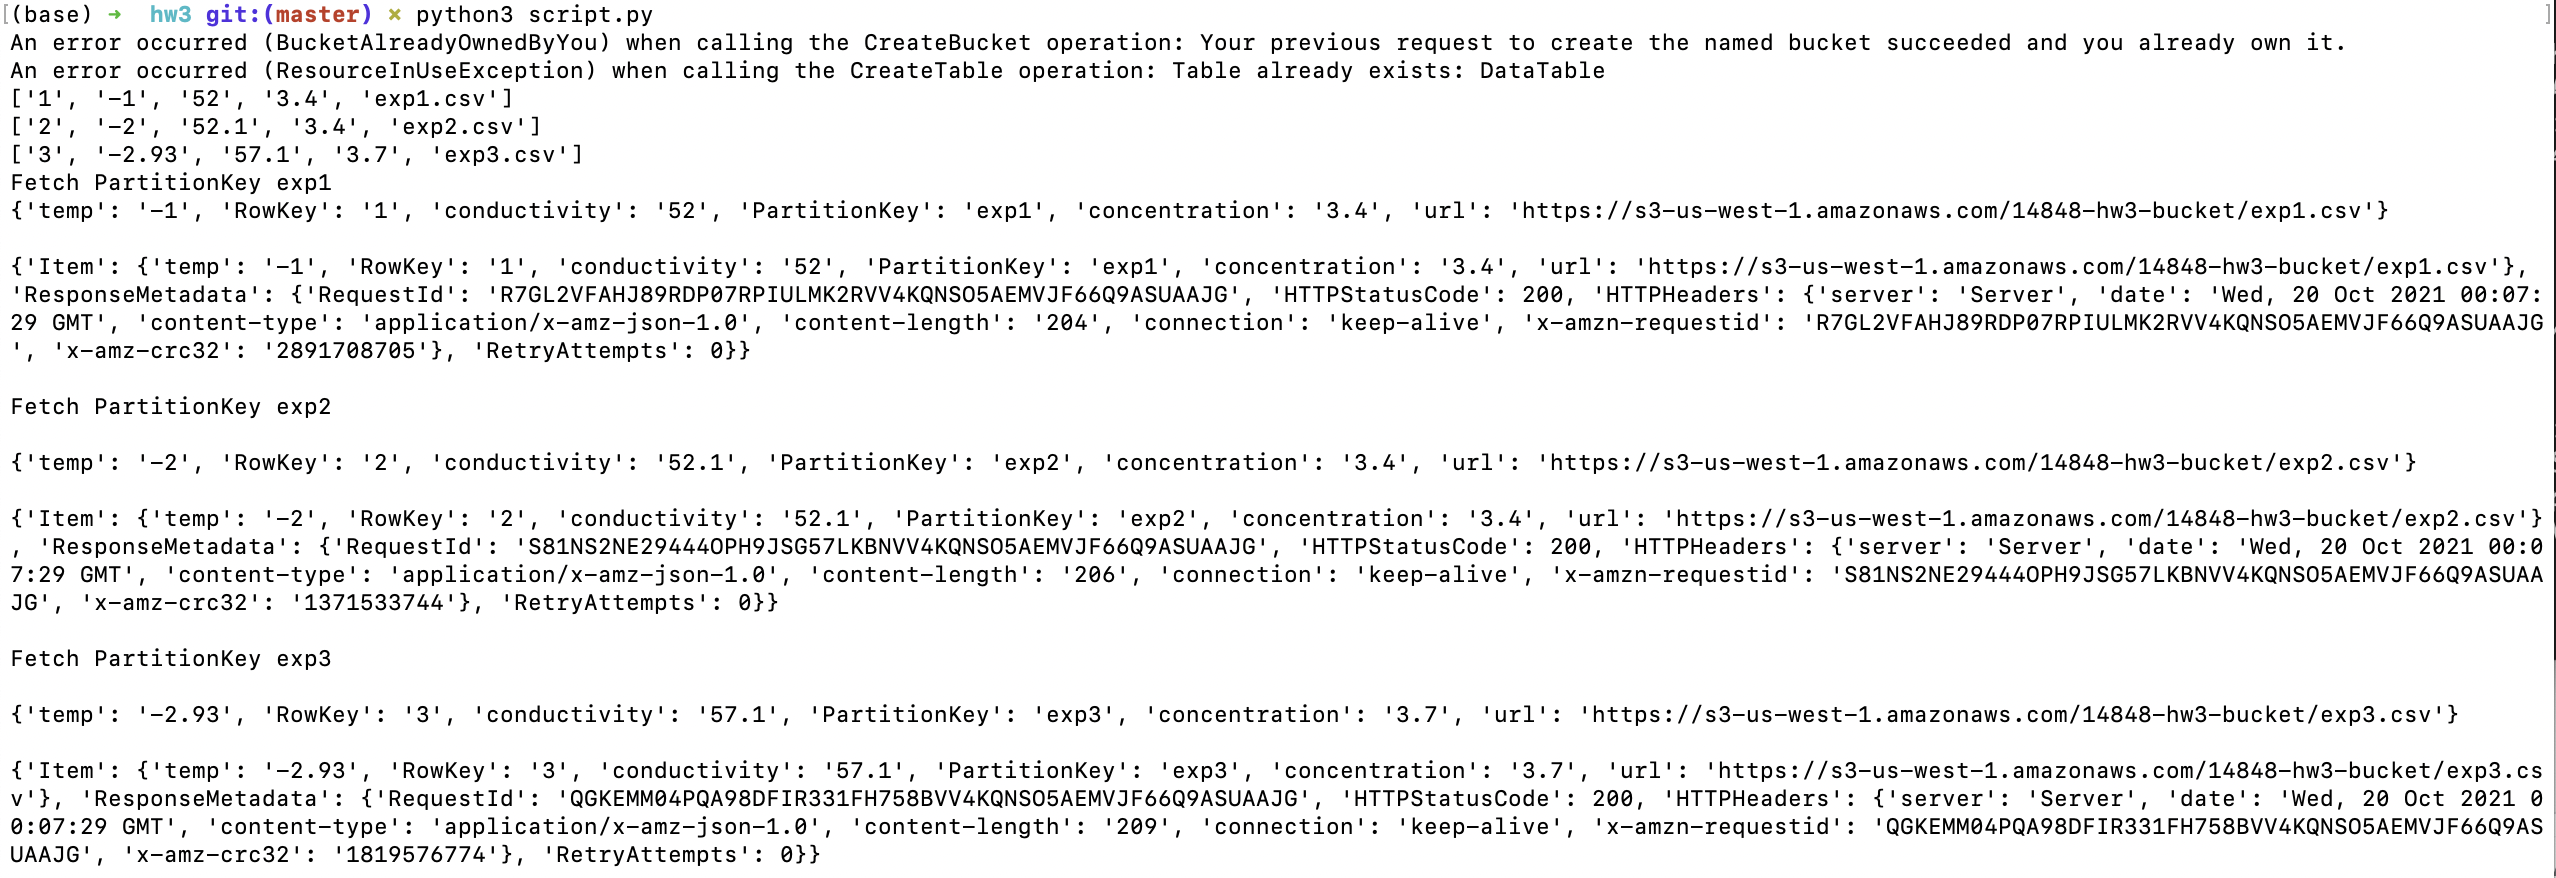 [(base) ➜  hw3 git:(master) ✗ python3 script.py ]
An error occurred (BucketAlreadyOwnedByYou) when calling the CreateBucket operation: Your previous request to create the named bucket succeeded and you already own it.
An error occurred (ResourceInUseException) when calling the CreateTable operation: Table already exists: DataTable
['1', '-1', '52', '3.4', 'exp1.csv']
['2', '-2', '52.1', '3.4', 'exp2.csv']
['3', '-2.93', '57.1', '3.7', 'exp3.csv']
Fetch PartitionKey exp1
{'temp': '-1', 'RowKey': '1', 'conductivity': '52', 'PartitionKey': 'exp1', 'concentration': '3.4', 'url': 'https://s3-us-west-1.amazonaws.com/14848-hw3-bucket/exp1.csv'}
{'Item': {'temp': '-1', 'RowKey': '1', 'conductivity': '52', 'PartitionKey': 'exp1', 'concentration': '3.4', 'url': 'https://s3-us-west-1.amazonaws.com/14848-hw3-bucket/exp1.csv'},
'ResponseMetadata': {'RequestId': 'R7GL2VFAHJ89RDP07RPIULMK2RVV4KQNSO5AEMVJF66Q9ASUAAJG', 'HTTPStatusCode': 200, 'HTTPHeaders': {'server': 'Server', 'date': 'Wed, 20 Oct 2021 00:07:
29 GMT', 'content-type': 'application/x-amz-json-1.0', 'content-length': '204', 'connection': 'keep-alive', 'x-amzn-requestid': 'R7GL2VFAHJ89RDP07RPIULMK2RVV4KQNSO5AEMVJF66Q9ASUAAJG
', 'x-amz-crc32': '2891708705'}, 'RetryAttempts': 0}}
Fetch PartitionKey exp2
{'temp': '-2', 'RowKey': '2', 'conductivity': '52.1', 'PartitionKey': 'exp2', 'concentration': '3.4', 'url': 'https://s3-us-west-1.amazonaws.com/14848-hw3-bucket/exp2.csv'}
{'Item': {'temp': '-2', 'RowKey': '2', 'conductivity': '52.1', 'PartitionKey': 'exp2', 'concentration': '3.4', 'url': 'https://s3-us-west-1.amazonaws.com/14848-hw3-bucket/exp2.csv'}
, 'ResponseMetadata': {'RequestId': 'S81NS2NE29444OPH9JSG57LKBNVV4KQNSO5AEMVJF66Q9ASUAAJG', 'HTTPStatusCode': 200, 'HTTPHeaders': {'server': 'Server', 'date': 'Wed, 20 Oct 2021 00:0
7:29 GMT', 'content-type': 'application/x-amz-json-1.0', 'content-length': '206', 'connection': 'keep-alive', 'x-amzn-requestid': 'S81NS2NE29444OPH9JSG57LKBNVV4KQNSO5AEMVJF66Q9ASUAA
JG', 'x-amz-crc32': '1371533744'}, 'RetryAttempts': 0}}
Fetch PartitionKey exp3
{'temp': '-2.93', 'RowKey': '3', 'conductivity': '57.1', 'PartitionKey': 'exp3', 'concentration': '3.7', 'url': 'https://s3-us-west-1.amazonaws.com/14848-hw3-bucket/exp3.csv'}
{'Item': {'temp': '-2.93', 'RowKey': '3', 'conductivity': '57.1', 'PartitionKey': 'exp3', 'concentration': '3.7', 'url': 'https://s3-us-west-1.amazonaws.com/14848-hw3-bucket/exp3.cs
v'}, 'ResponseMetadata': {'RequestId': 'QGKEMM04PQA98DFIR331FH758BVV4KQNSO5AEMVJF66Q9ASUAAJG', 'HTTPStatusCode': 200, 'HTTPHeaders': {'server': 'Server', 'date': 'Wed, 20 Oct 2021 0
0:07:29 GMT', 'content-type': 'application/x-amz-json-1.0', 'content-length': '209', 'connection': 'keep-alive', 'x-amzn-requestid': 'QGKEMM04PQA98DFIR331FH758BVV4KQNSO5AEMVJF66Q9AS
UAAJG', 'x-amz-crc32': '1819576774'}, 'RetryAttempts': 0}}